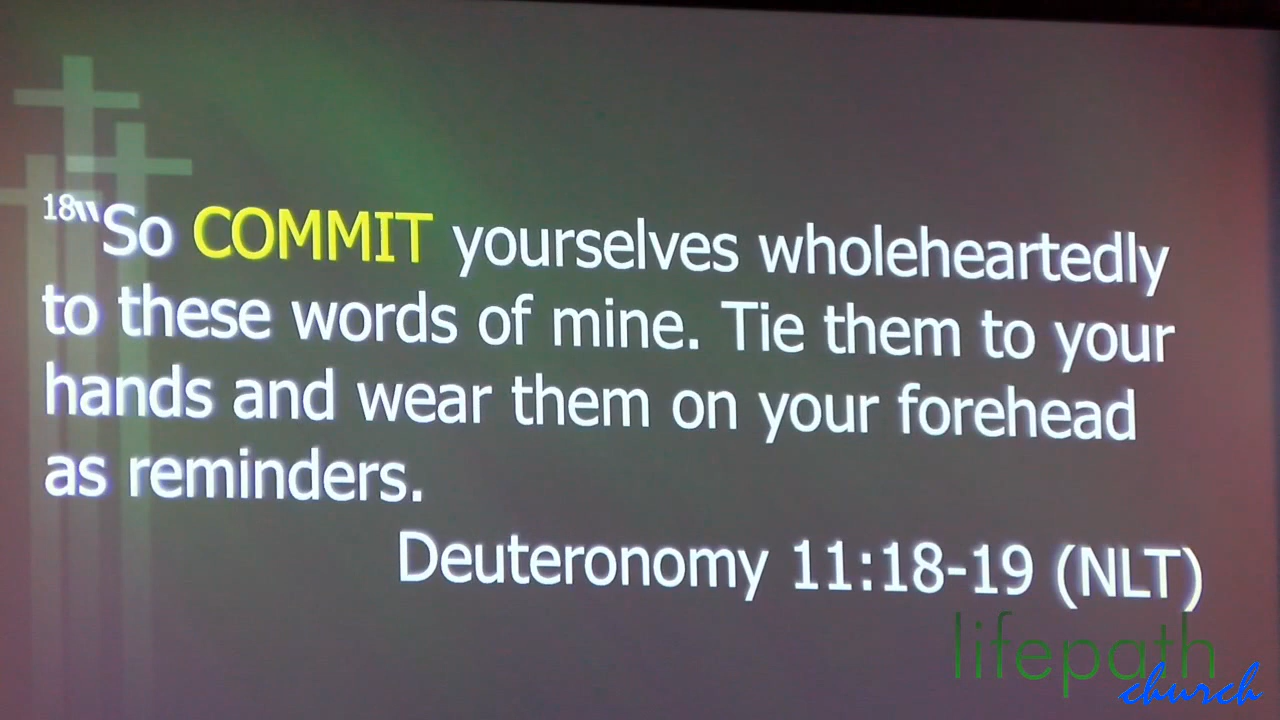 18“So COMMIT yourselves wholeheartedly
to these words of mine. Tie them to your
hands and wear them on your forehead
as reminders.
Deuteronomy 11:18-19 (NLT)
lifepath
church